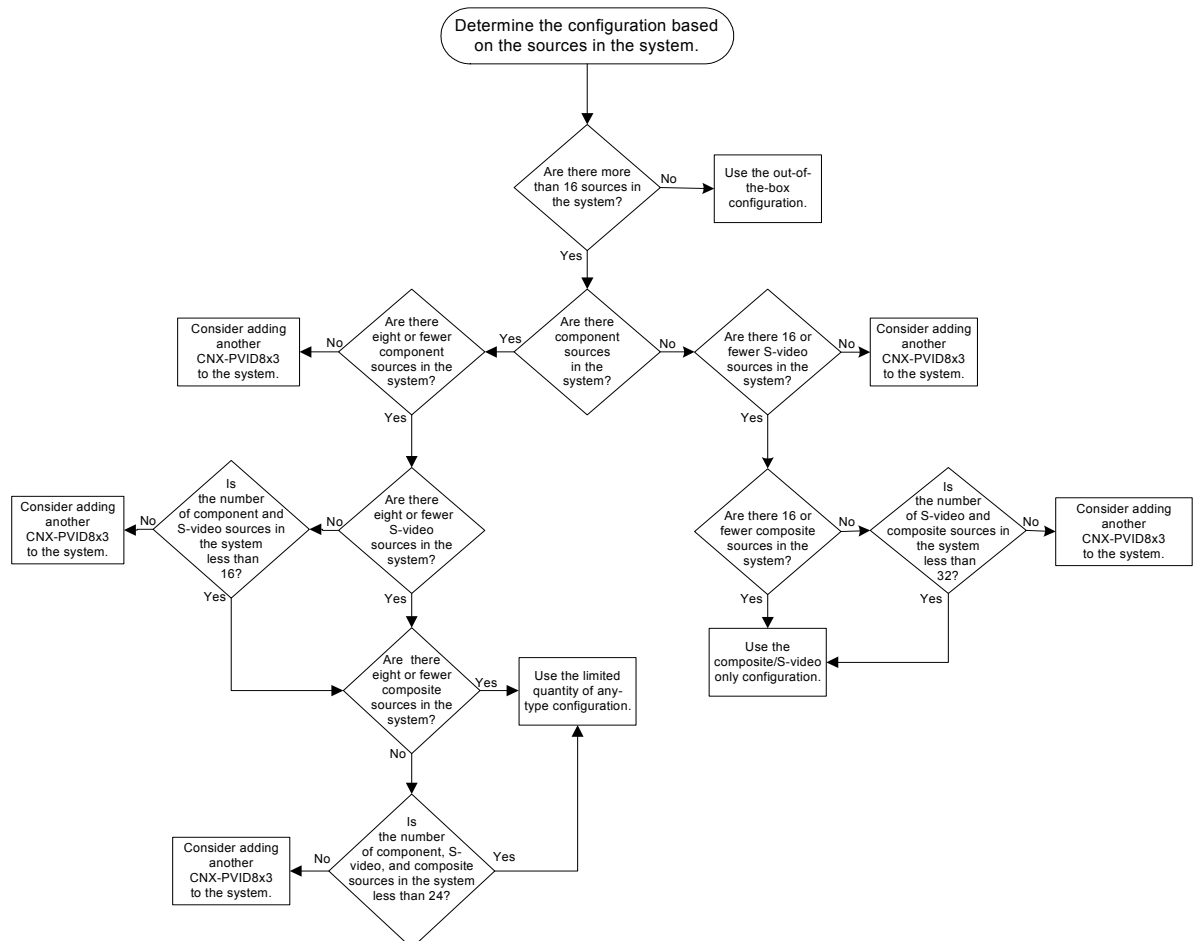 Determine the configuration based
on the sources in the system.
Are there more
than 16 sources in
the system?
No
Use the out-of-
the-box
configuration.
Yes
Consider adding
another
CNX-PVID8x3
to the system.
No
Are there
eight or fewer
component
sources in the
system?
Yes
Are there
component
sources
in the
system?
No
Are there 16 or
fewer S-video
sources in the
system?
No
Consider adding
another
CNX-PVID8x3
to the system.
Yes
Yes
Consider adding
another
CNX-PVID8x3
to the system.
No
Is
the number
of component and
S-video sources in
the system
less than
16?
No
Are there
eight or fewer
S-video
sources in the
system?
Are there 16 or
fewer composite
sources in the
system?
No
Is
the number
of S-video and
composite sources in
the system
less than
32?
No
Consider adding
another
CNX-PVID8x3
to the system.
Yes
Yes
Yes
Yes
Are  there
eight or fewer
composite
sources in the
system?
Yes
Use the limited
quantity of any-
type configuration.
Use the
composite/S-video
only configuration.
No
Consider adding
another
CNX-PVID8x3
to the system.
No
Is
the number
of component, S-
video, and composite
sources in the system
less than 24?
Yes